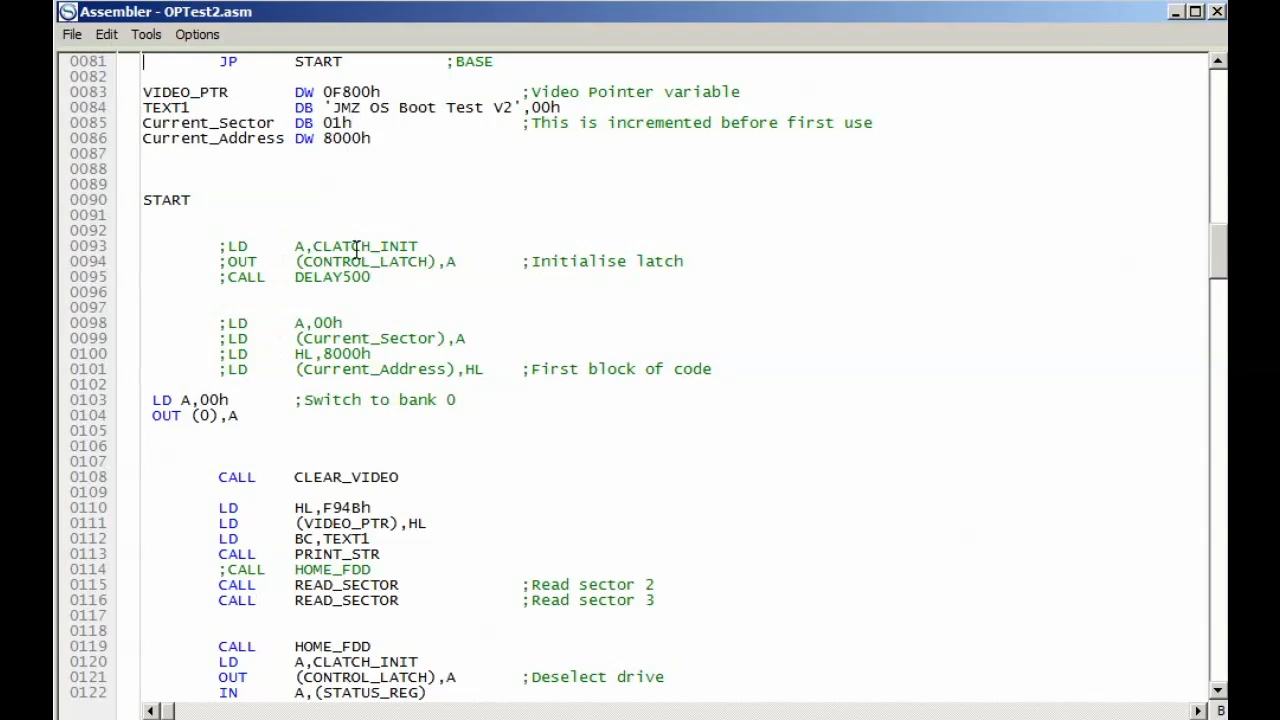 Assembler - OPTest2.asm
File Edit Tools Options
0081 JP START ;BASE
0082
0083 VIDEO_PTR DW 0F800h ;Video Pointer variable
0084 TEXT1 DB 'JMZ OS Boot Test V2',00h
0085 Current_Sector DB 01h ;This is incremented before first use
0086 Current_Address DW 8000h
0087
0088
0089
0090 START
0091
0092
0093 ;LD A,CLATCH_INIT
0094 ;OUT (CONTROL_LATCH),A ;Initialise latch
0095 ;CALL DELAY500
0096
0097
0098 ;LD A,00h
0099 ;LD (Current_Sector),A
0100 ;LD HL,8000h
0101 ;LD (Current_Address),HL ;First block of code
0102
0103 LD A,00h ;Switch to bank 0
0104 OUT (0),A
0105
0106
0107
0108 CALL CLEAR_VIDEO
0109
0110 LD HL,F94Bh
0111 LD (VIDEO_PTR),HL
0112 LD BC,TEXT1
0113 CALL PRINT_STR
0114 ;CALL HOME_FDD
0115 CALL READ_SECTOR ;Read sector 2
0116 CALL READ_SECTOR ;Read sector 3
0117
0118
0119 CALL HOME_FDD
0120 LD A,CLATCH_INIT
0121 OUT (CONTROL_LATCH),A ;Deselect drive
0122 IN A,(STATUS_REG)
B